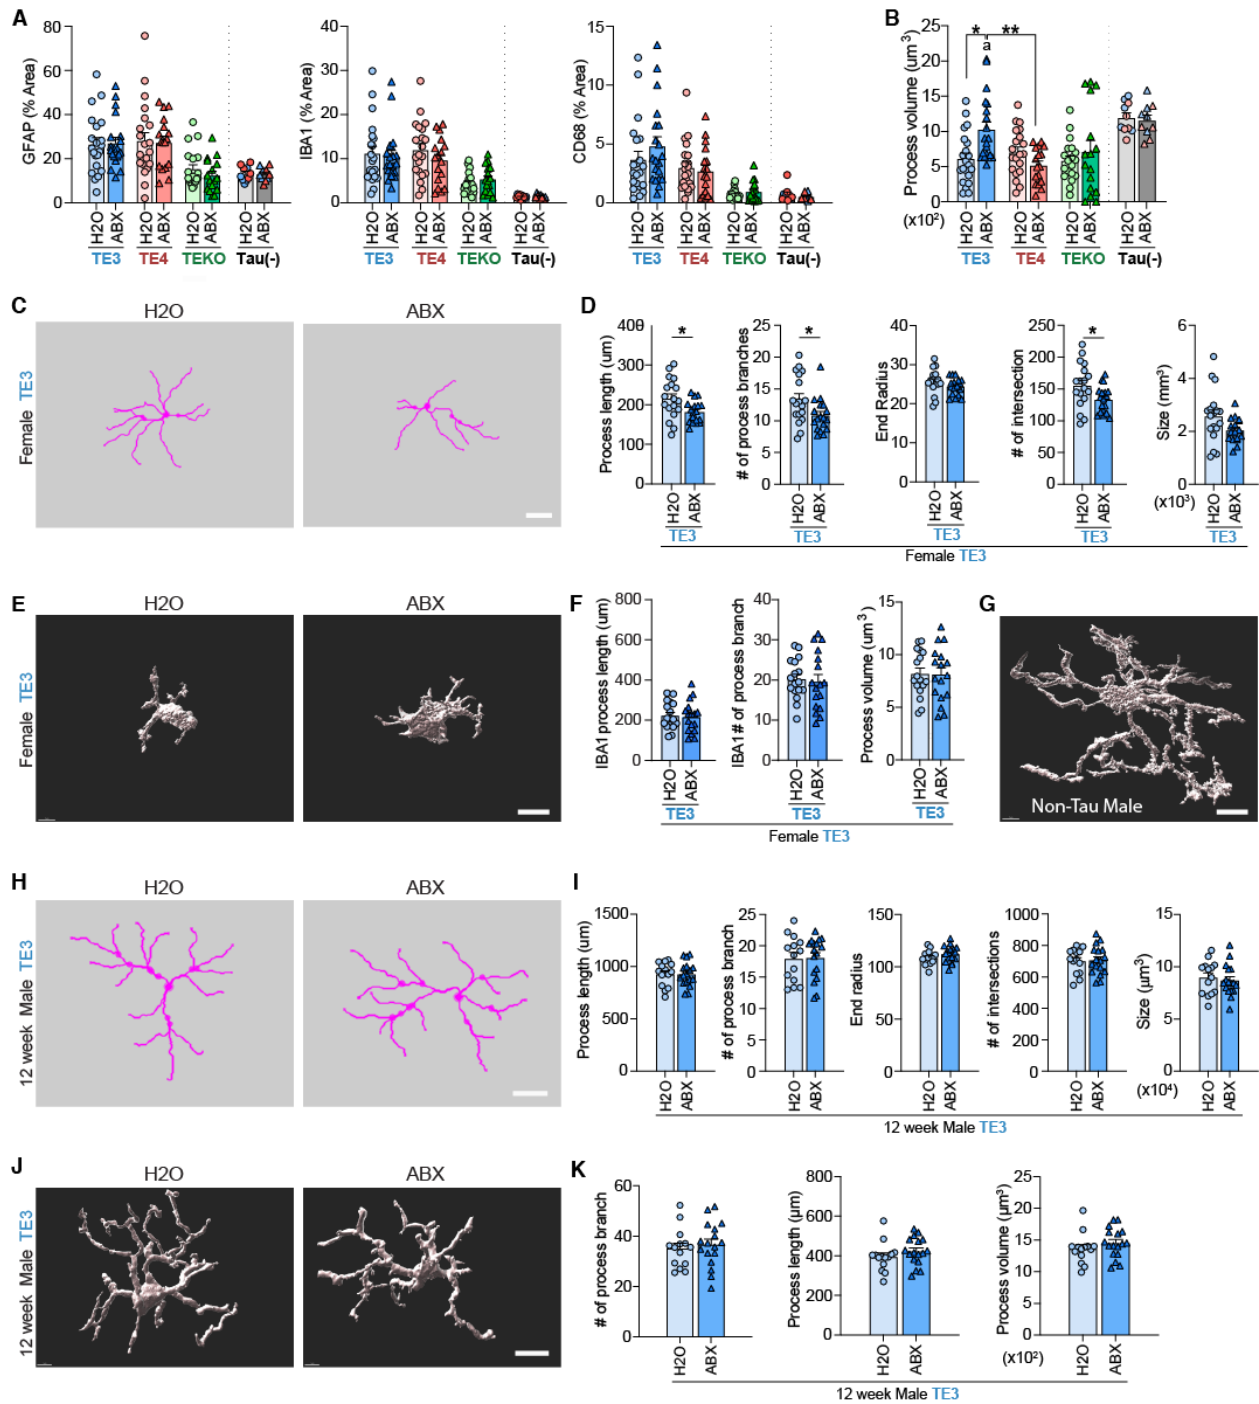 A
GFAP (% Area)
80
60
40
20
0
H2O
ABX
H2O
ABX
H2O
ABX
H2O
ABX
TE3
TE4
TEKO
Tau(-)
IBA1 (% Area)
40
30
20
10
0
H2O
ABX
H2O
ABX
H2O
ABX
H2O
ABX
TE3
TE4
TEKO
Tau(-)
CD68 (% Area)
15
10
5
0
H2O
ABX
H2O
ABX
H2O
ABX
H2O
ABX
TE3
TE4
TEKO
Tau(-)
B
Process volume (um³)
25
20
15
10
5
0
(x10²)
*
**
a
H2O
ABX
H2O
ABX
H2O
ABX
H2O
ABX
TE3
TE4
TEKO
Tau(-)
C
H2O
ABX
Female TE3
D
Process length (um)
400
300
200
100
0
*
H2O
ABX
TE3
# of process branches
25
20
15
10
5
0
*
H2O
ABX
TE3
End Radius
40
30
20
10
0
H2O
ABX
TE3
# of intersection
250
200
150
100
50
0
*
H2O
ABX
TE3
Size (mm³)
6
4
2
0
(x10³)
H2O
ABX
TE3
Female TE3
E
H2O
ABX
Female TE3
F
IBA1 process length (um)
800
600
400
200
0
H2O
ABX
TE3
IBA1 # of process branch
40
30
20
10
0
H2O
ABX
TE3
Process volume (um³)
15
10
5
0
H2O
ABX
TE3
Female TE3
G
Non-Tau Male
H
H2O
ABX
12 week Male TE3
I
Process length (um)
1500
1000
500
0
H2O
ABX
# of process branch
25
20
15
10
5
0
H2O
ABX
End radius
150
100
50
0
H2O
ABX
# of intersections
1000
800
600
400
200
0
H2O
ABX
Size (µm³)
15
10
5
0
(x10⁴)
H2O
ABX
12 week Male TE3
J
H2O
ABX
12 week Male TE3
K
# of process branch
60
40
20
0
H2O
ABX
Process length (µm)
800
600
400
200
0
H2O
ABX
Process volume (µm³)
25
20
15
10
5
0
(x10²)
H2O
ABX
12 week Male TE3